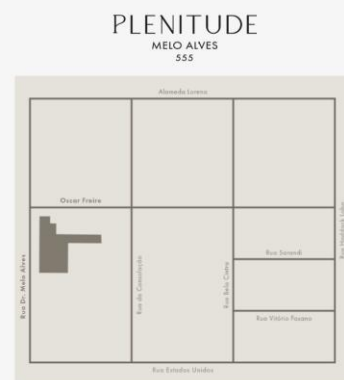 PLENITUDE
MELO ALVES
555
Alameda Lorena
Oscar Freire
Rua Haddock Lobo
Rua Dr. Melo Alves
Rua da Consolação
Rua Bela Cintra
Rua Sarandi
Rua Vitório Fasano
Rua Estados Unidos